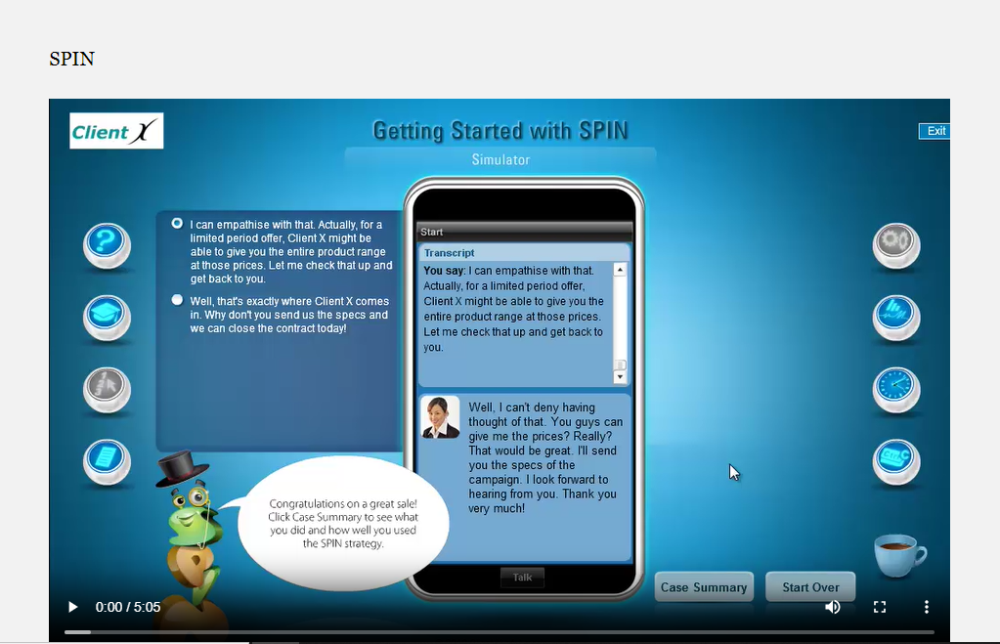 SPIN
Client X
Getting Started with SPIN
Exit
Simulator
I can empathise with that. Actually, for a
limited period offer, Client X might be
able to give you the entire product range
at those prices. Let me check that up and
get back to you.
Well, that's exactly where Client X comes
in. Why don't you send us the specs and
we can close the contract today!
Start
Transcript
You say: I can empathise with that.
Actually, for a limited period offer,
Client X might be able to give you the
entire product range at those prices.
Let me check that up and get back to
you.
Well, I can't deny having
thought of that. You guys can
give me the prices? Really?
That would be great. I'll send
you the specs of the
campaign. I look forward to
hearing from you. Thank you
very much!
Congratulations on a great sale!
Click Case Summary to see what
you did and how well you used
the SPIN strategy.
Talk
Case Summary
Start Over
0:00 / 5:05